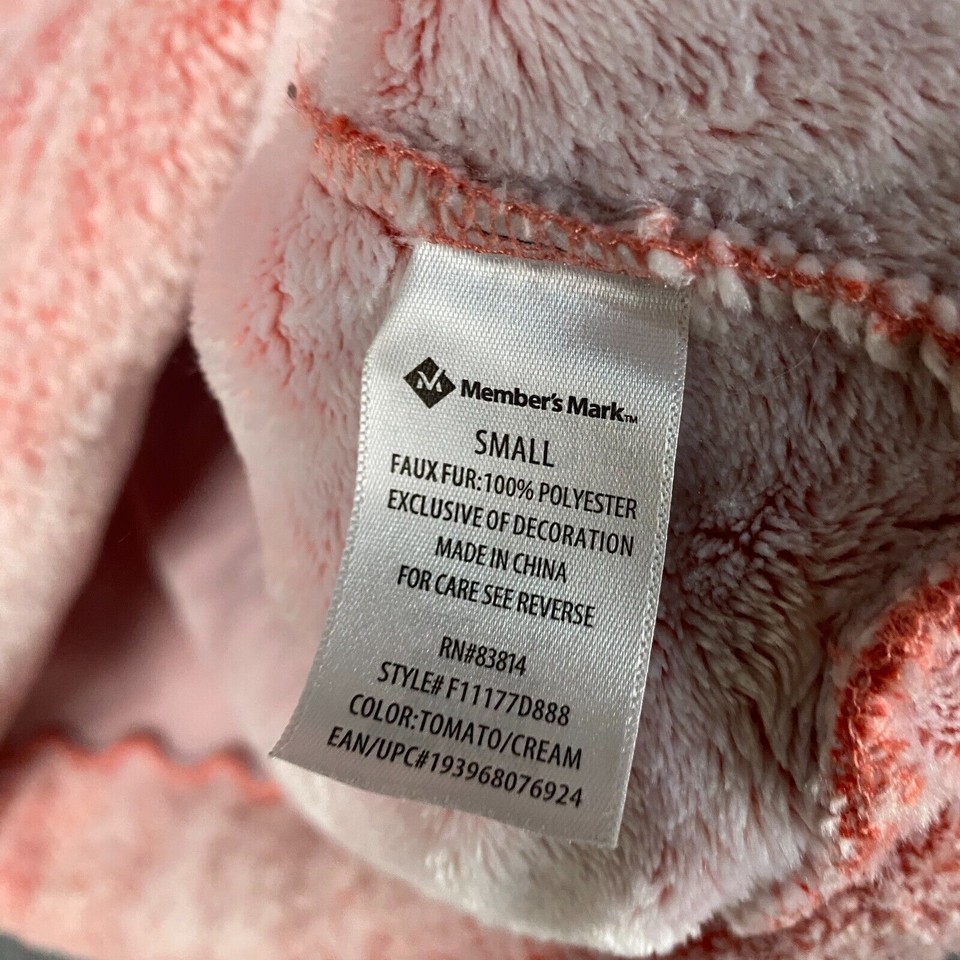 Member's Mark™
SMALL
FAUX FUR:100% POLYESTER
EXCLUSIVE OF DECORATION
MADE IN CHINA
FOR CARE SEE REVERSE
RN#83814
STYLE# F11177D888
COLOR:TOMATO/CREAM
EAN/UPC#193968076924